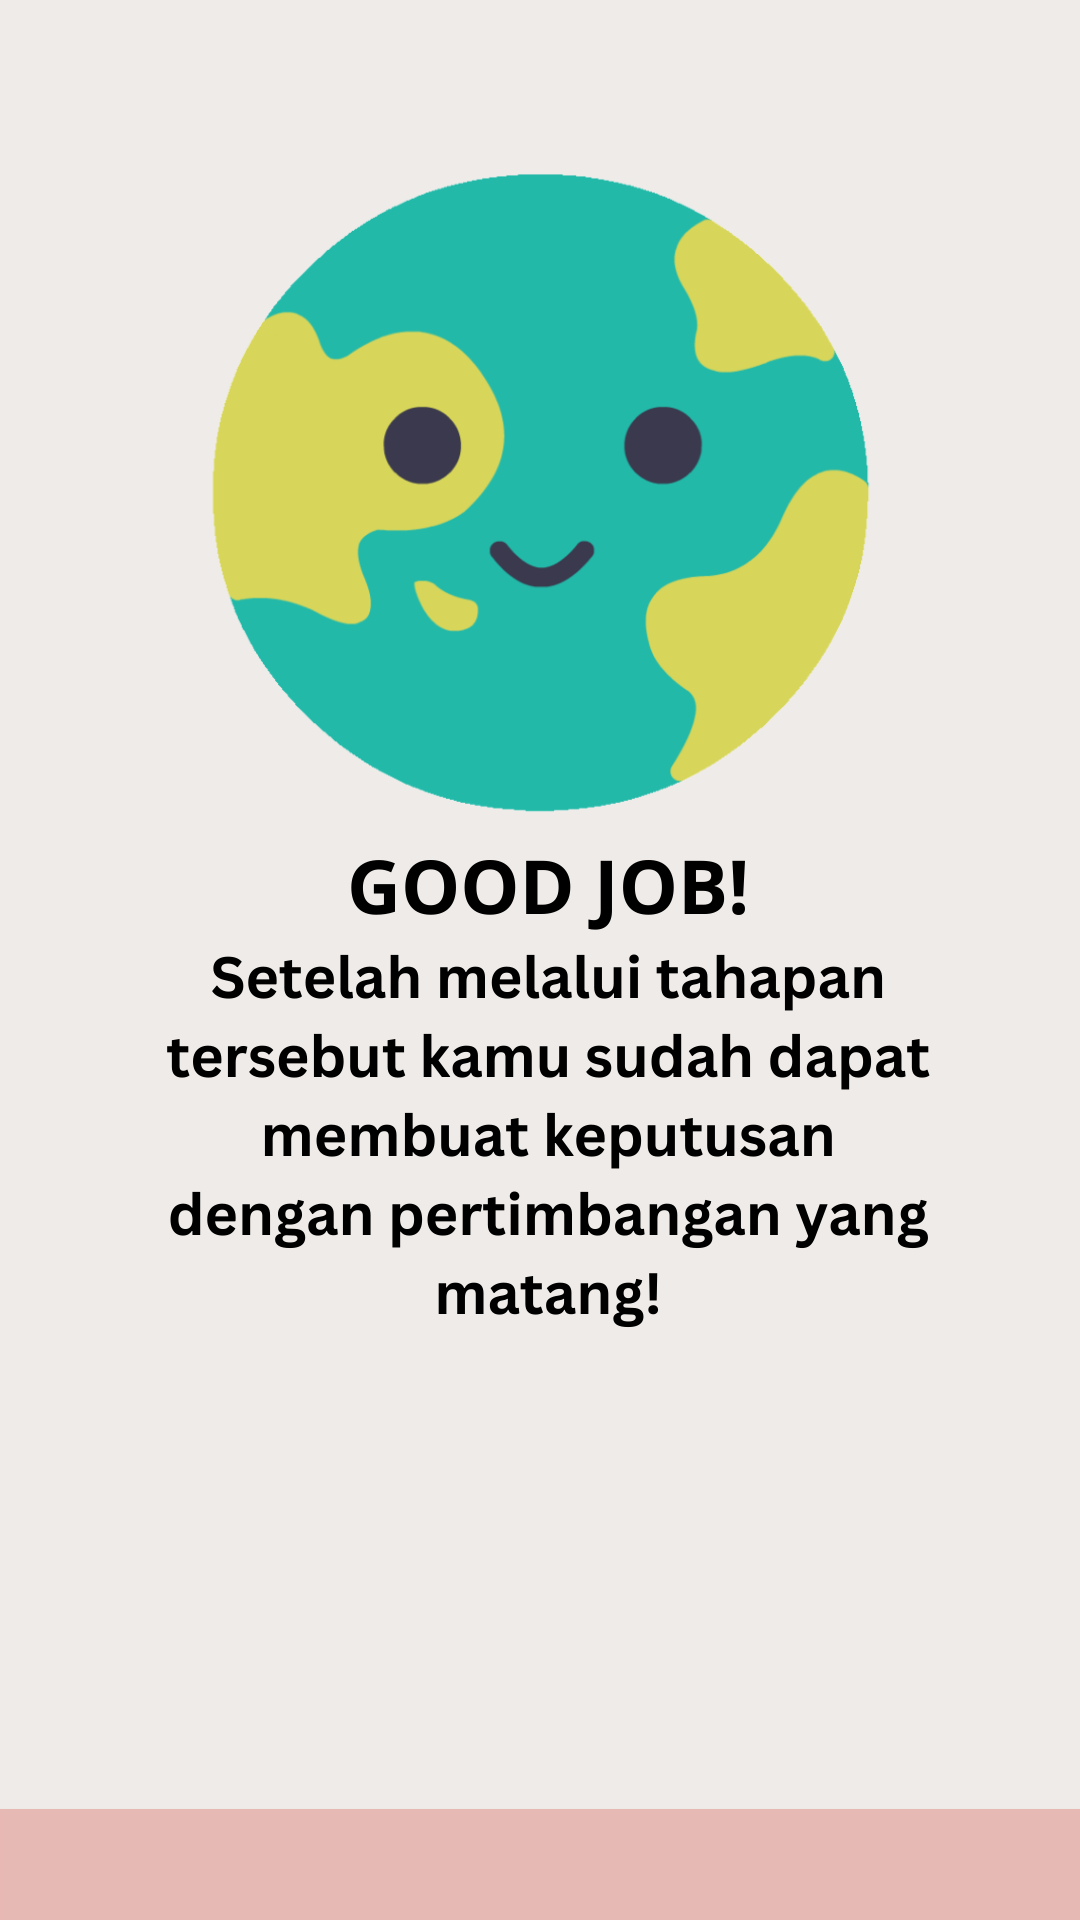 GOOD JOB!
Setelah melalui tahapan
tersebut kamu sudah dapat
membuat keputusan
dengan pertimbangan yang
matang!